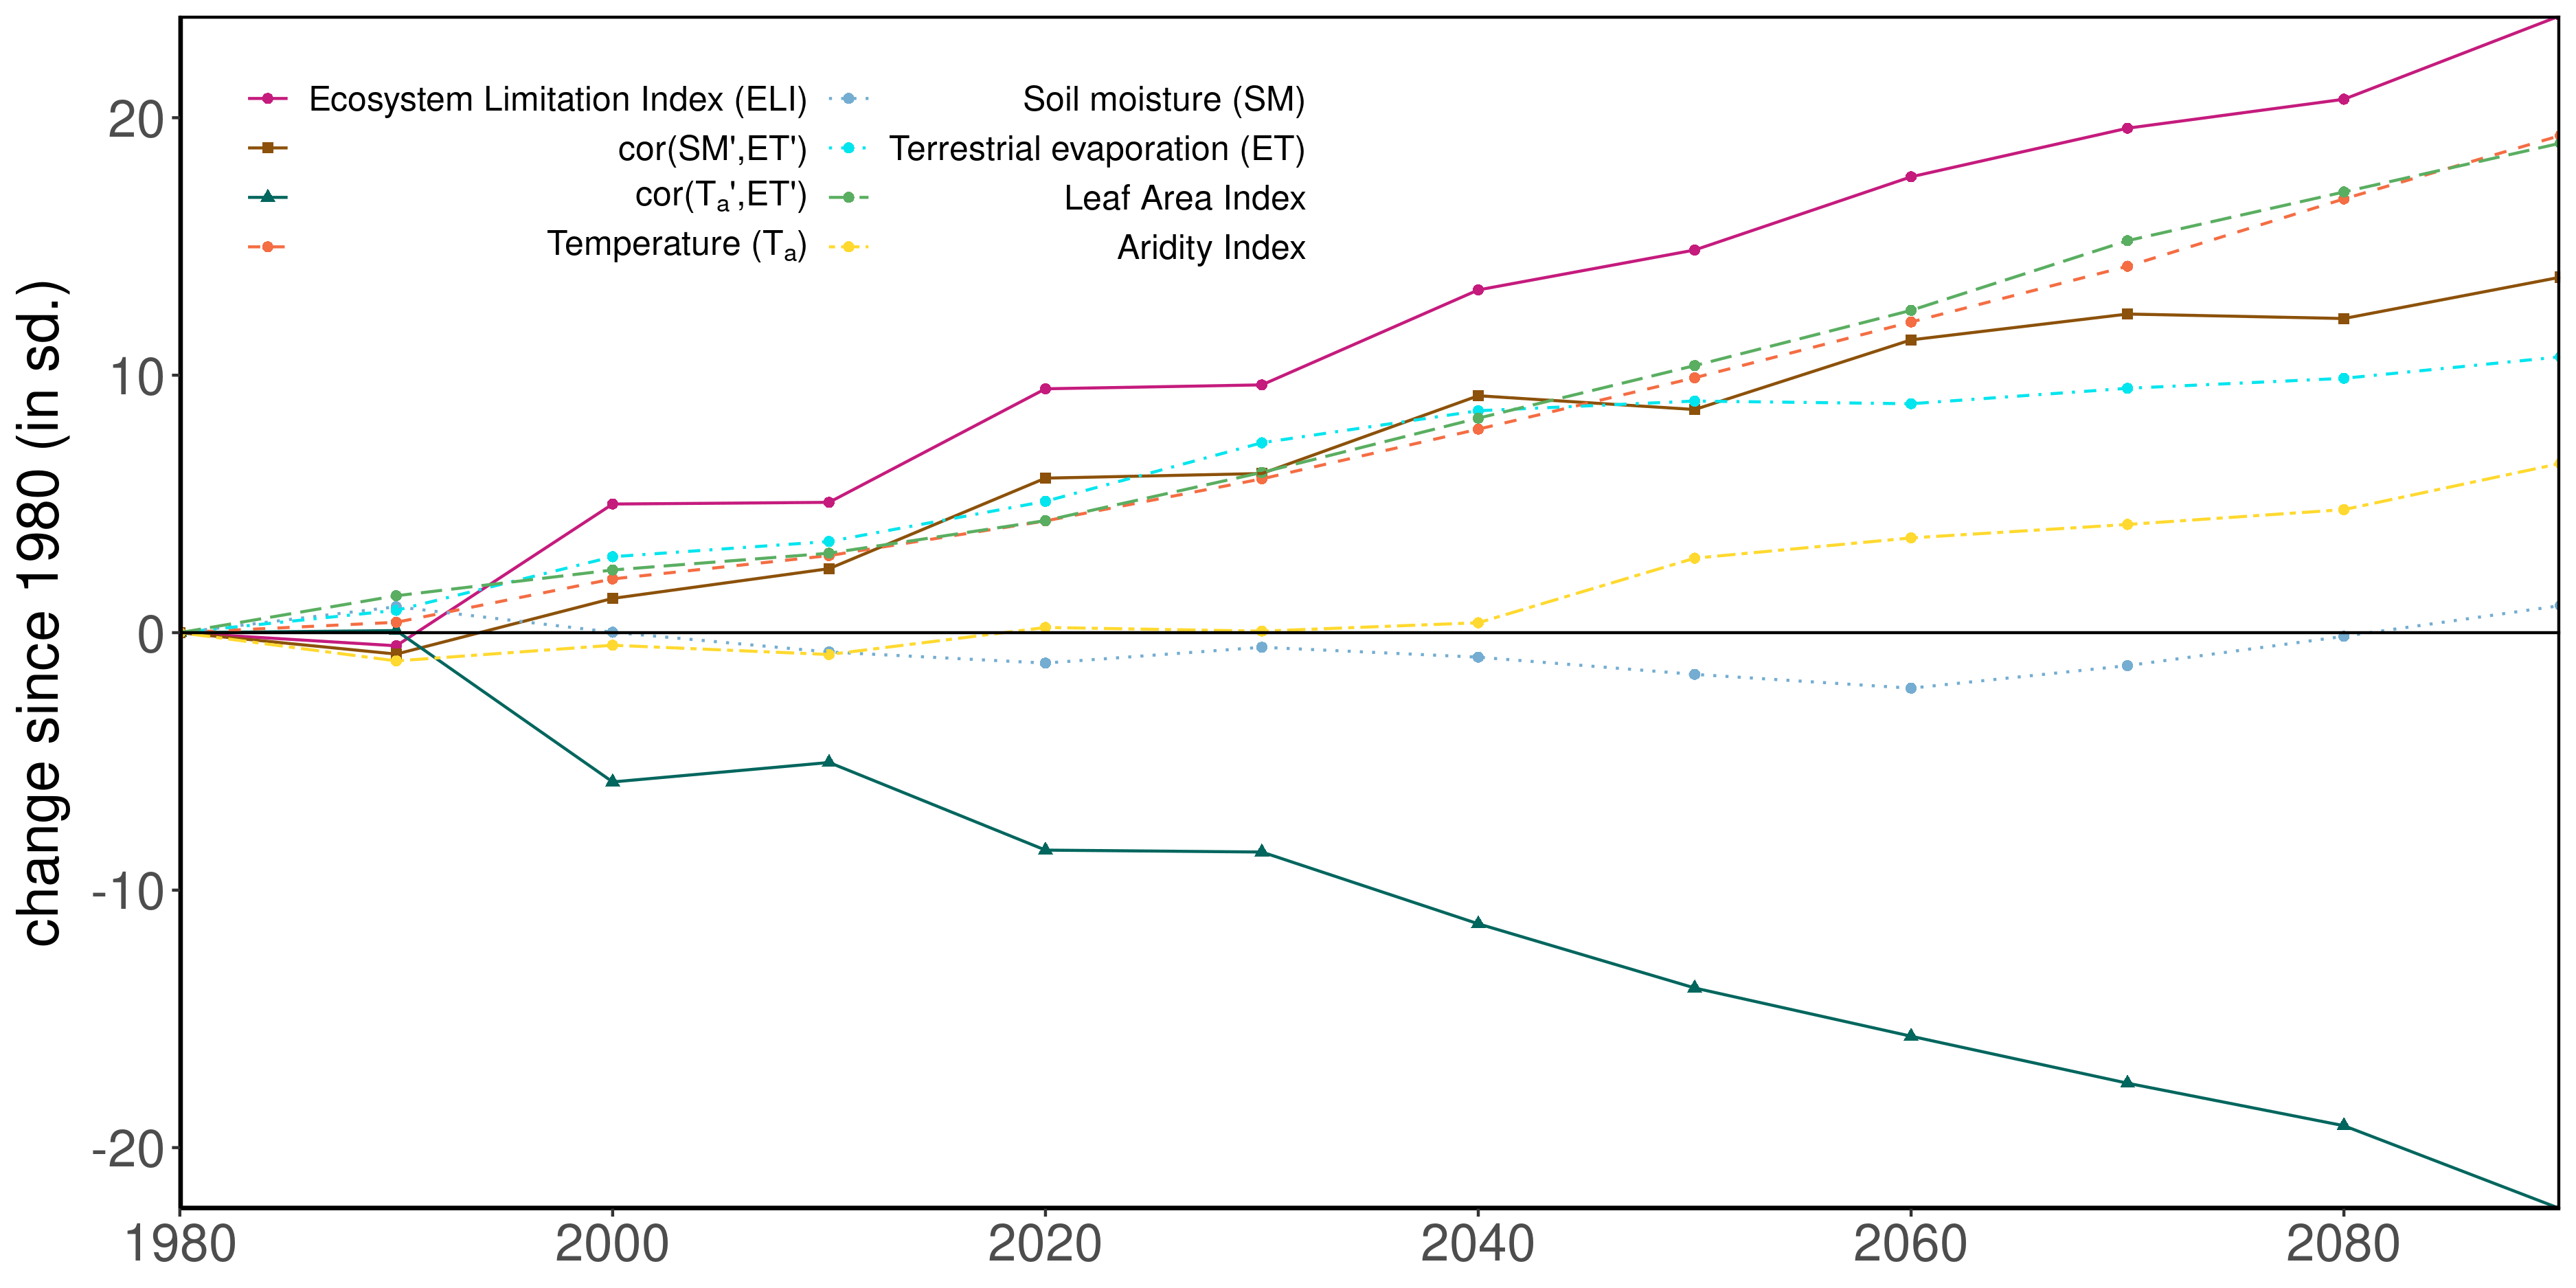 change since 1980 (in sd.)
20
10
0
-10
-20
Ecosystem Limitation Index (ELI)
cor(SM',ET')
cor(Ta',ET')
Temperature (Ta)
Soil moisture (SM)
Terrestrial evaporation (ET)
Leaf Area Index
Aridity Index
1980 2000 2020 2040 2060 2080